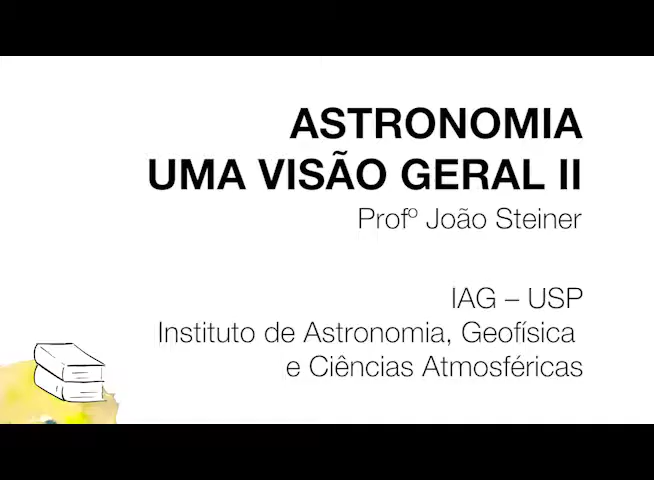 ASTRONOMIA
UMA VISÃO GERAL II
Profº João Steiner
IAG – USP
Instituto de Astronomia, Geofísica
e Ciências Atmosféricas